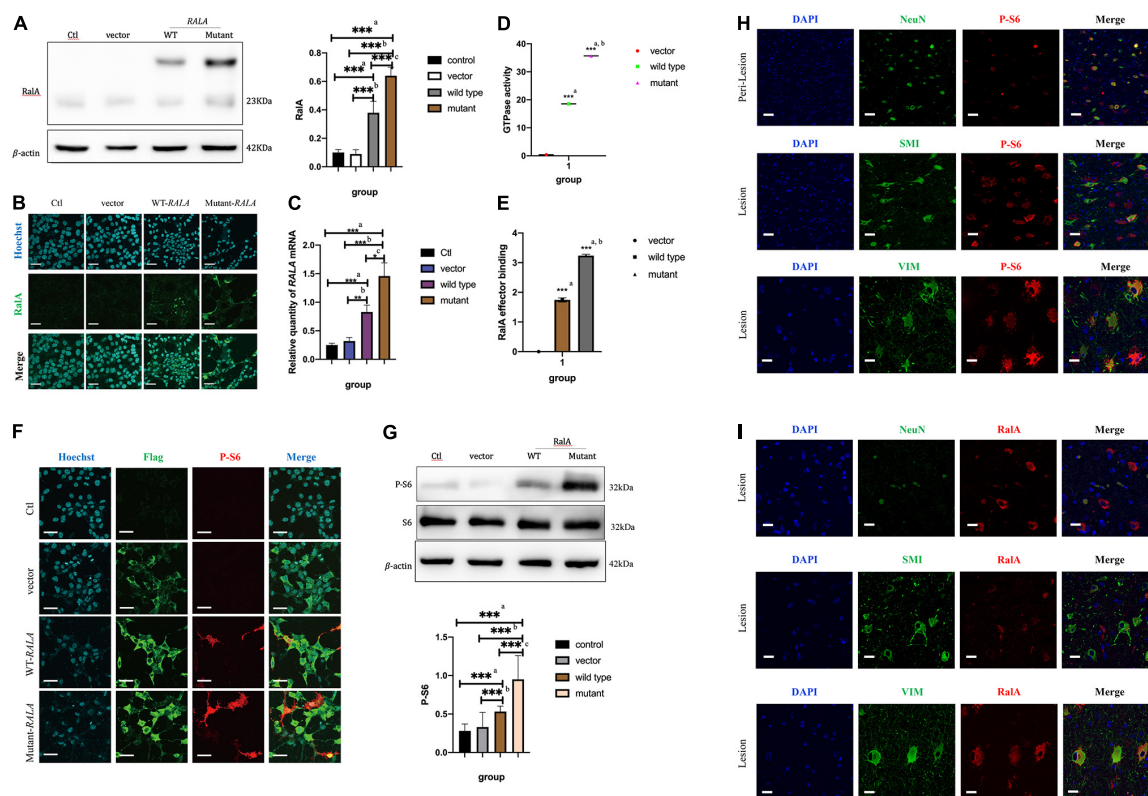 A
RALA
Ctl vector WT Mutant
RalA
23KDa
β-actin
42KDa
RalA
0.8
0.6
0.4
0.2
0.0
*** a
*** b
*** c
*** a
*** b
group
control
vector
wild type
mutant
B
Ctl vector WT-RALA Mutant-RALA
Hoechst
RalA
Merge
C
Relative quantity of RALA mRNA
2.0
1.5
1.0
0.5
0.0
*** a
*** b
* c
*** a
** b
group
Ctl
vector
wild type
mutant
D
GTPase activity
40
20
0
*** a
*** a, b
1
group
vector
wild type
mutant
E
RalA effector binding
4
3
2
1
0
*** a
*** a, b
1
group
vector
wild type
mutant
F
Hoechst Flag P-S6 Merge
Ctl
vector
WT-RALA
Mutant-RALA
G
RalA
Ctl vector WT Mutant
P-S6
32kDa
S6
32kDa
β-actin
42kDa
P-S6
1.5
1.0
0.5
0.0
*** a
*** b
*** c
*** a
*** b
group
control
vector
wild type
mutant
H
DAPI NeuN P-S6 Merge
Peri-Lesion
DAPI SMI P-S6 Merge
Lesion
DAPI VIM P-S6 Merge
Lesion
I
DAPI NeuN RalA Merge
Lesion
DAPI SMI RalA Merge
Lesion
DAPI VIM RalA Merge
Lesion